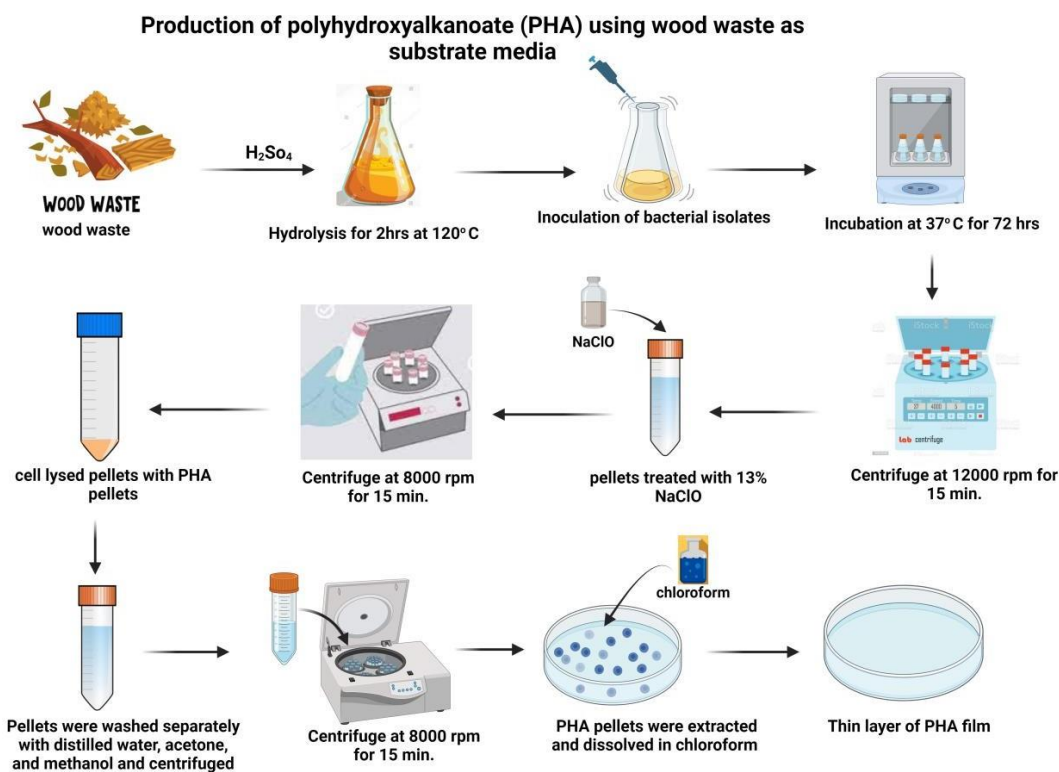 Production of polyhydroxyalkanoate (PHA) using wood waste as
substrate media
H₂So₄
WOOD WASTE
wood waste
Hydrolysis for 2hrs at 120° C
Inoculation of bacterial isolates
Incubation at 37° C for 72 hrs
NaClO
iStock
iStock
Lab centrifuge
cell lysed pellets with PHA
pellets
Centrifuge at 8000 rpm
for 15 min.
pellets treated with 13%
NaClO
Centrifuge at 12000 rpm for
15 min.
chloroform
Pellets were washed separately
with distilled water, acetone,
and methanol and centrifuged
Centrifuge at 8000 rpm
for 15 min.
PHA pellets were extracted
and dissolved in chloroform
Thin layer of PHA film